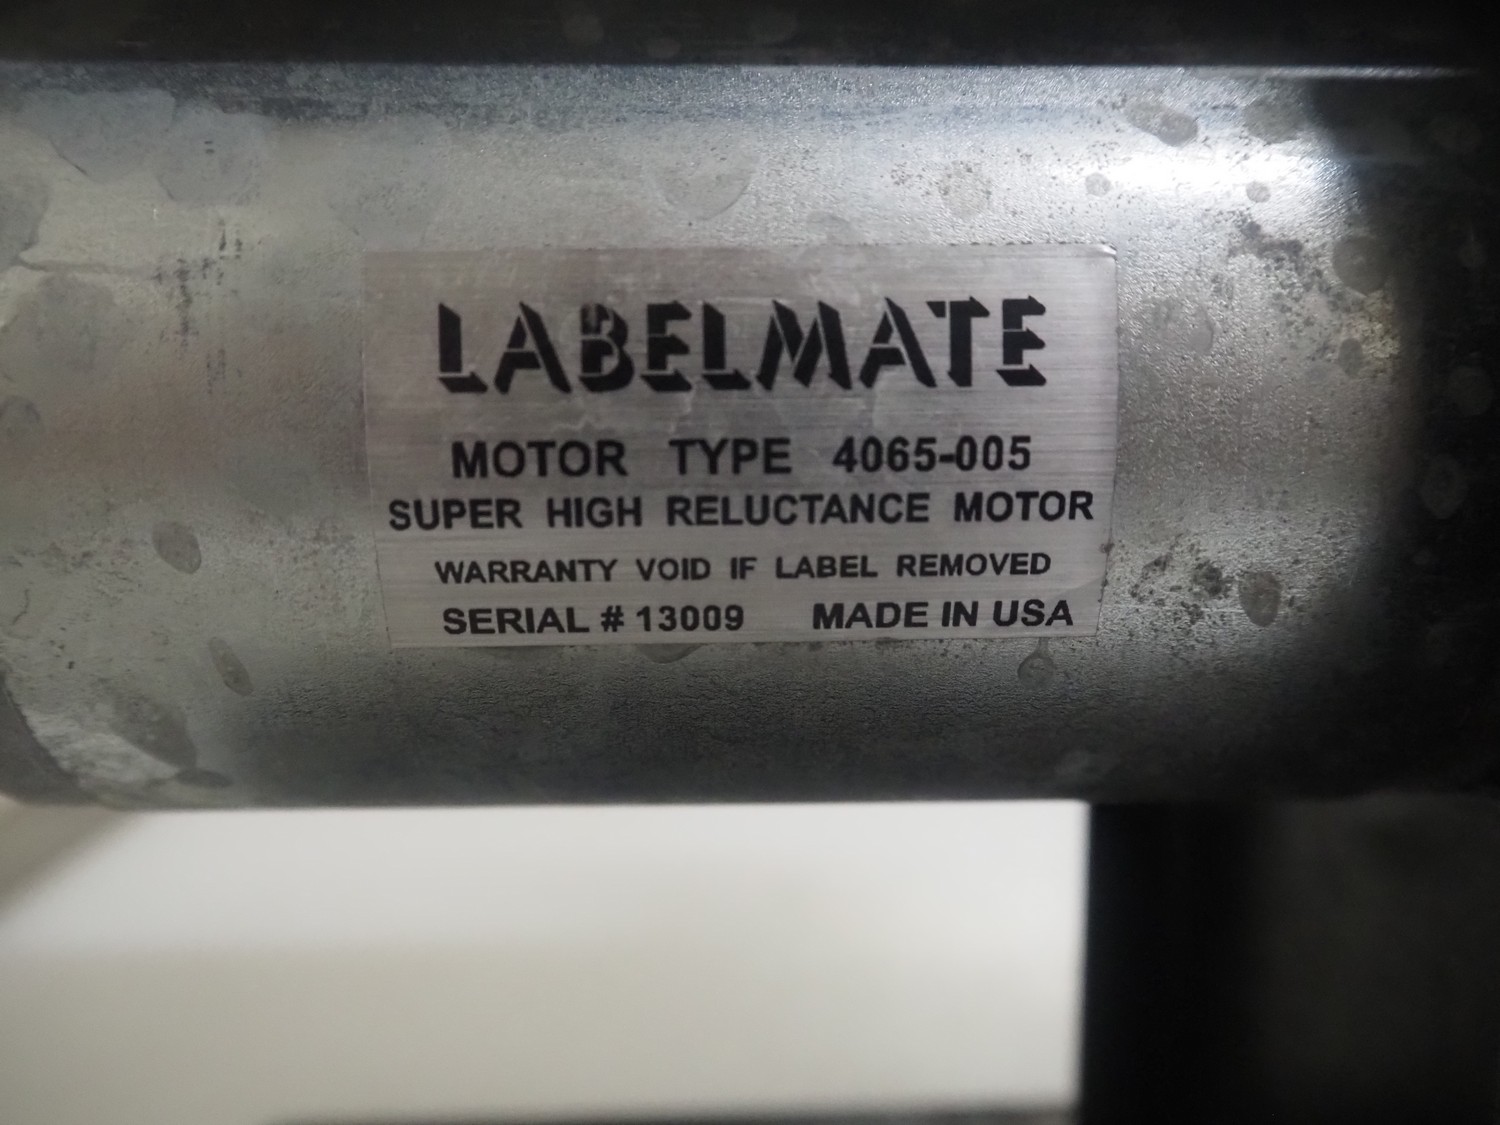 LABELMATE
MOTOR TYPE 4065-005
SUPER HIGH RELUCTANCE MOTOR
WARRANTY VOID IF LABEL REMOVED
SERIAL # 13009 MADE IN USA